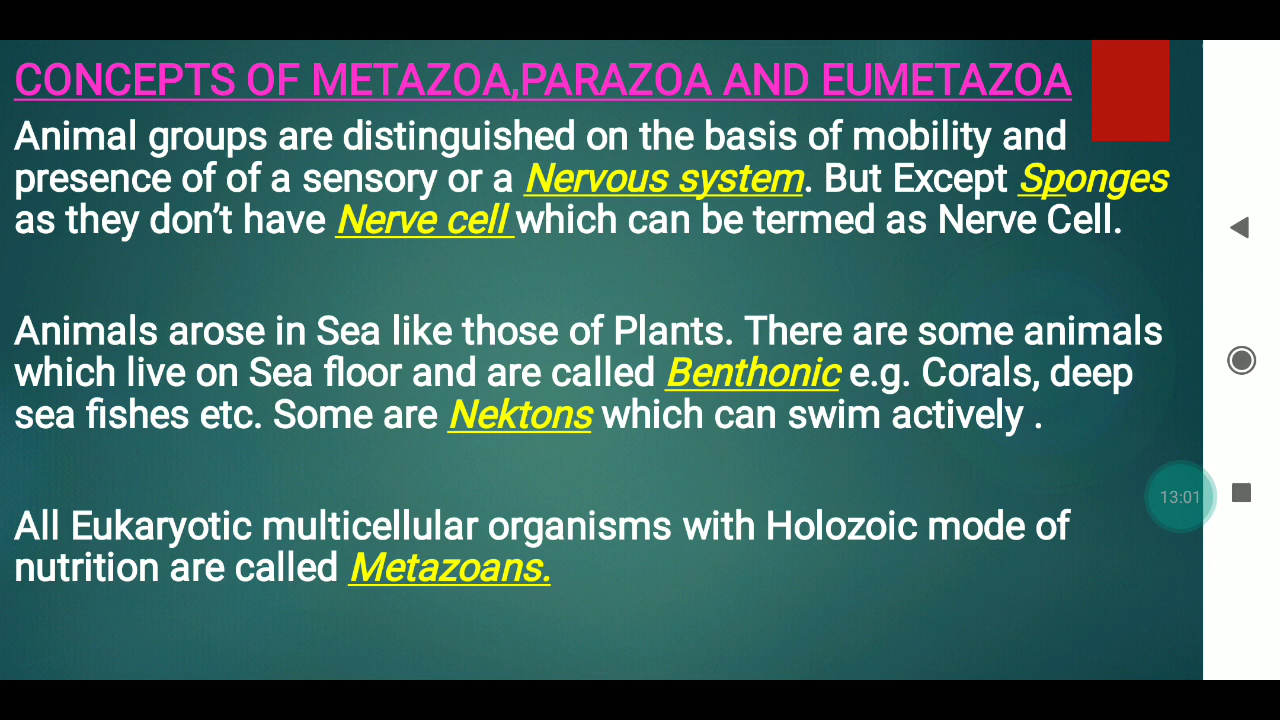 CONCEPTS OF METAZOA,PARAZOA AND EUMETAZOA
Animal groups are distinguished on the basis of mobility and
presence of of a sensory or a Nervous system. But Except Sponges
as they don’t have Nerve cell which can be termed as Nerve Cell.
Animals arose in Sea like those of Plants. There are some animals
which live on Sea floor and are called Benthonic e.g. Corals, deep
sea fishes etc. Some are Nektons which can swim actively .
13:01
All Eukaryotic multicellular organisms with Holozoic mode of
nutrition are called Metazoans.